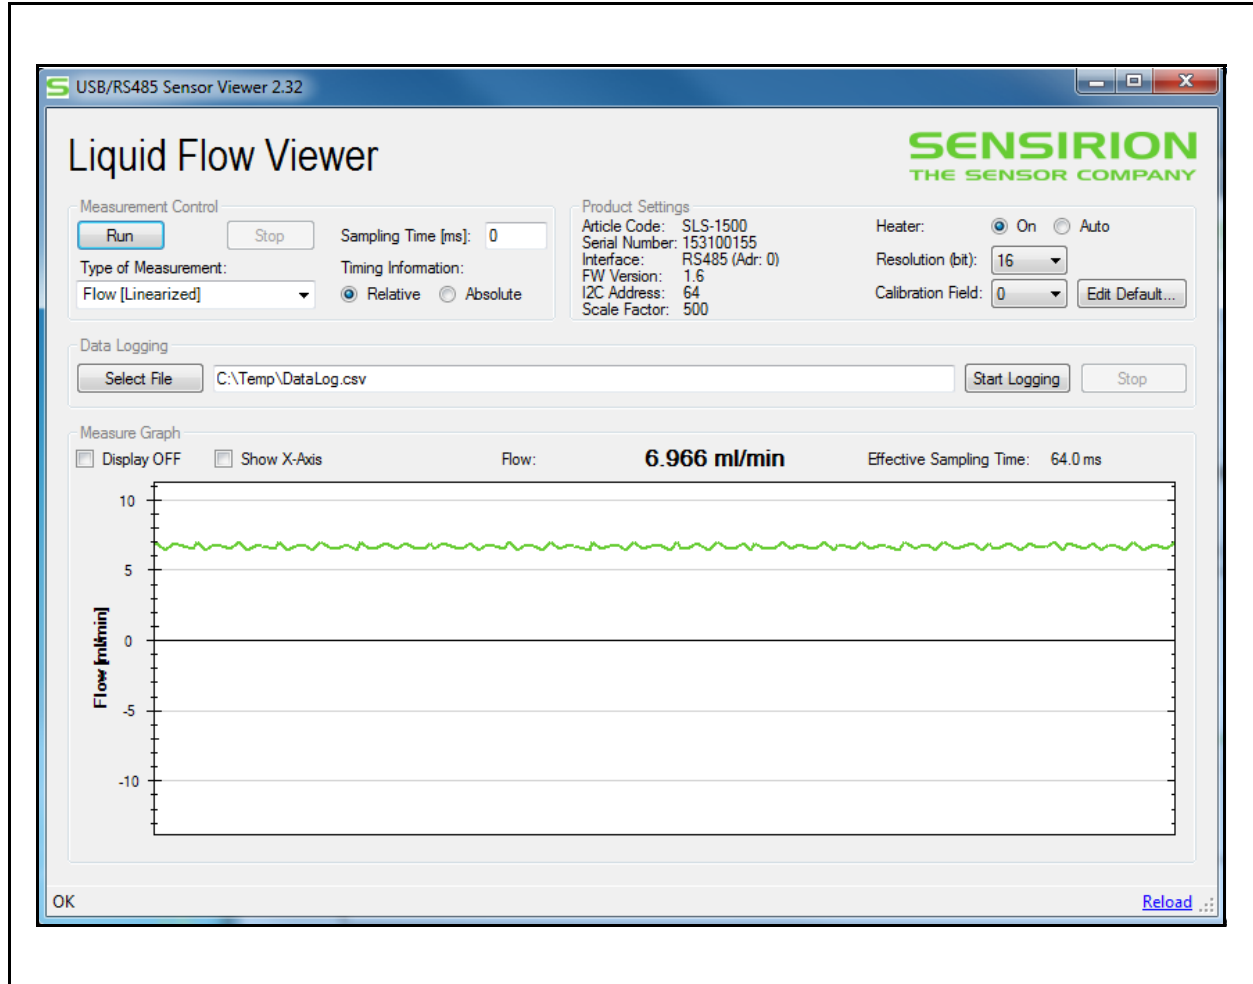 USB/RS485 Sensor Viewer 2.32
Liquid Flow Viewer
SENSIRION
THE SENSOR COMPANY
Measurement Control
Run Stop Sampling Time [ms]: 0
Type of Measurement: Timing Information:
Flow [Linearized] Relative Absolute
Product Settings
Article Code: SLS-1500
Serial Number: 153100155
Interface: RS485 (Adr: 0)
FW Version: 1.6
I2C Address: 64
Scale Factor: 500
Heater: On Auto
Resolution (bit): 16
Calibration Field: 0 Edit Default...
Data Logging
Select File C:\Temp\DataLog.csv Start Logging Stop
Measure Graph
Display OFF Show X-Axis Flow: 6.966 ml/min Effective Sampling Time: 64.0 ms
10
5
0
-5
-10
Flow [ml/min]
OK Reload